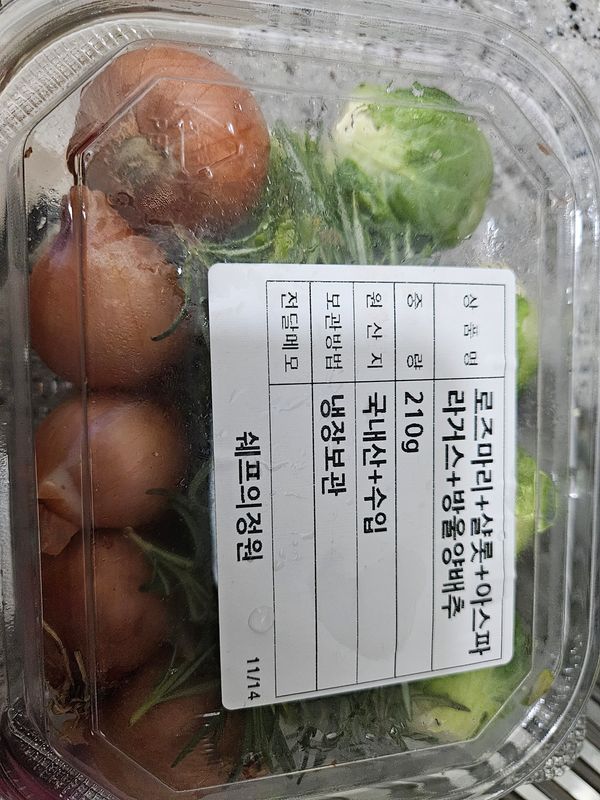 상 품 명 로즈마리+샬롯+아스파
라거스+방울양배추
중 량 210g
원 산 지 국내산+수입
보관방법 냉장보관
전달메모
쉐프의정원
11/14